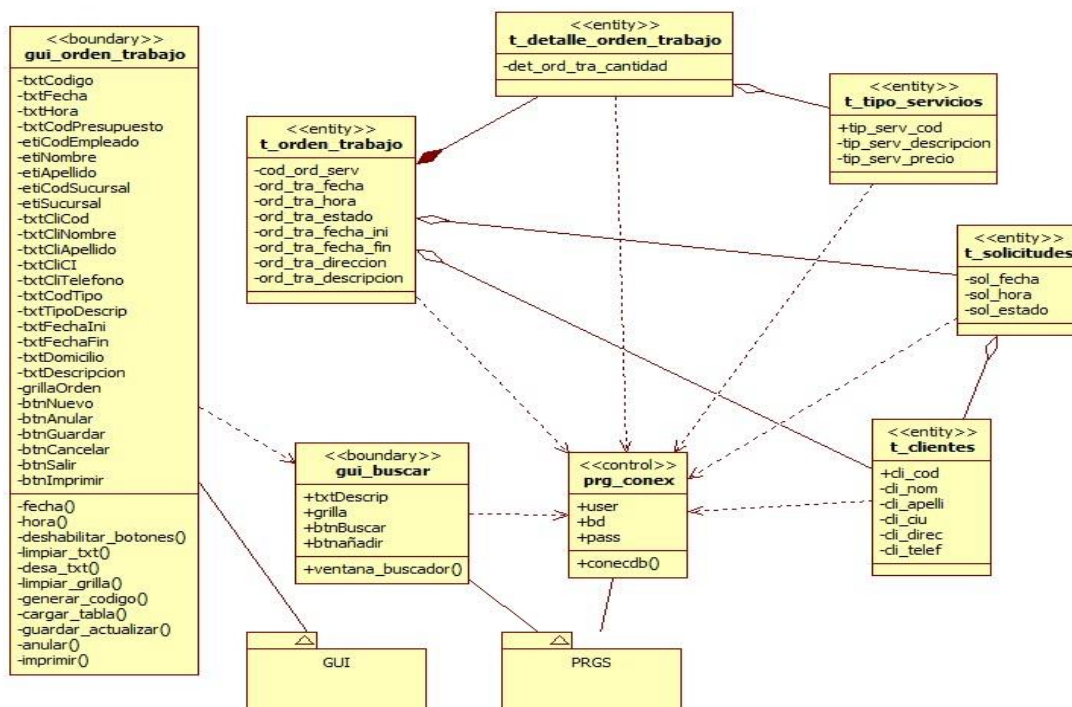 <<boundary>>
gui_orden_trabajo
-txtCodigo
-txtFecha
-txtHora
-txtCodPresupuesto
-etiCodEmpleado
-etiNombre
-etiApellido
-etiCodSucursal
-etiSucursal
-txtCliCod
-txtCliNombre
-txtCliApellido
-txtCliCI
-txtCliTelefono
-txtCodTipo
-txtTipoDescrip
-txtFechaIni
-txtFechaFin
-txtDomicilio
-txtDescripcion
-grillaOrden
-btnNuevo
-btnAnular
-btnGuardar
-btnCancelar
-btnSalir
-btnImprimir
-fecha()
-hora()
-deshabilitar_botones()
-limpiar_txt()
-desa_txt()
-limpiar_grilla()
-generar_codigo()
-cargar_tabla()
-guardar_actualizar()
-anular()
-imprimir()
<<entity>>
t_detalle_orden_trabajo
-det_ord_tra_cantidad
<<entity>>
t_tipo_servicios
+tip_serv_cod
-tip_serv_descripcion
-tip_serv_precio
<<entity>>
t_orden_trabajo
-cod_ord_serv
-ord_tra_fecha
-ord_tra_hora
-ord_tra_estado
-ord_tra_fecha_ini
-ord_tra_fecha_fin
-ord_tra_direccion
-ord_tra_descripcion
<<entity>>
t_solicitudes
-sol_fecha
-sol_hora
-sol_estado
<<entity>>
t_clientes
+cli_cod
-cli_nom
-cli_apelli
-cli_ciu
-cli_direc
-cli_telef
<<boundary>>
gui_buscar
+txtDescrip
+grilla
+btnBuscar
+btnañadir
+ventana_buscador()
<<control>>
prg_conex
+user
+bd
+pass
+conecdb()
GUI
PRGS